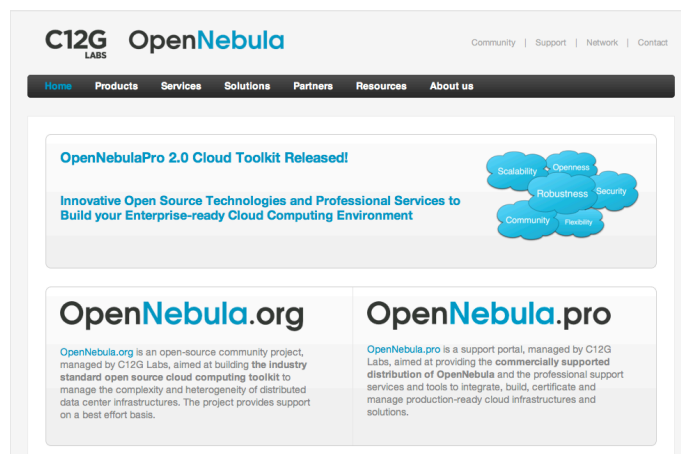 C12G LABS OpenNebula
Community | Support | Network | Contact
Home Products Services Solutions Partners Resources About us
OpenNebulaPro 2.0 Cloud Toolkit Released!
Innovative Open Source Technologies and Professional Services to
Build your Enterprise-ready Cloud Computing Environment
Scalability
Openness
Robustness
Security
Community
Flexibility
OpenNebula.org
OpenNebula.org is an open-source community project,
managed by C12G Labs, aimed at building the industry
standard open source cloud computing toolkit to
manage the complexity and heterogeneity of distributed
data center infrastructures. The project provides support
on a best effort basis.
OpenNebula.pro
OpenNebula.pro is a support portal, managed by C12G
Labs, aimed at providing the commercially supported
distribution of OpenNebula and the professional support
services and tools to integrate, build, certificate and
manage production-ready cloud infrastructures and
solutions.